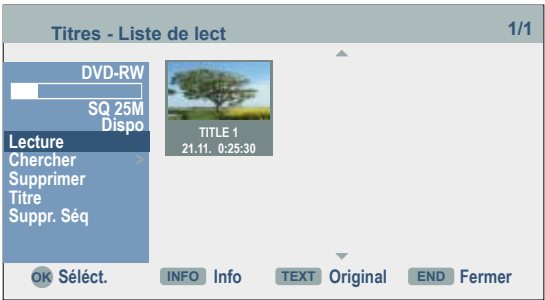 Titres - Liste de lect 1/1
DVD-RW
SQ 25M
Dispo
Lecture
Chercher >
Supprimer
Titre
Suppr. Séq
TITLE 1
21.11. 0:25:30
OK Séléct. INFO Info TEXT Original END Fermer